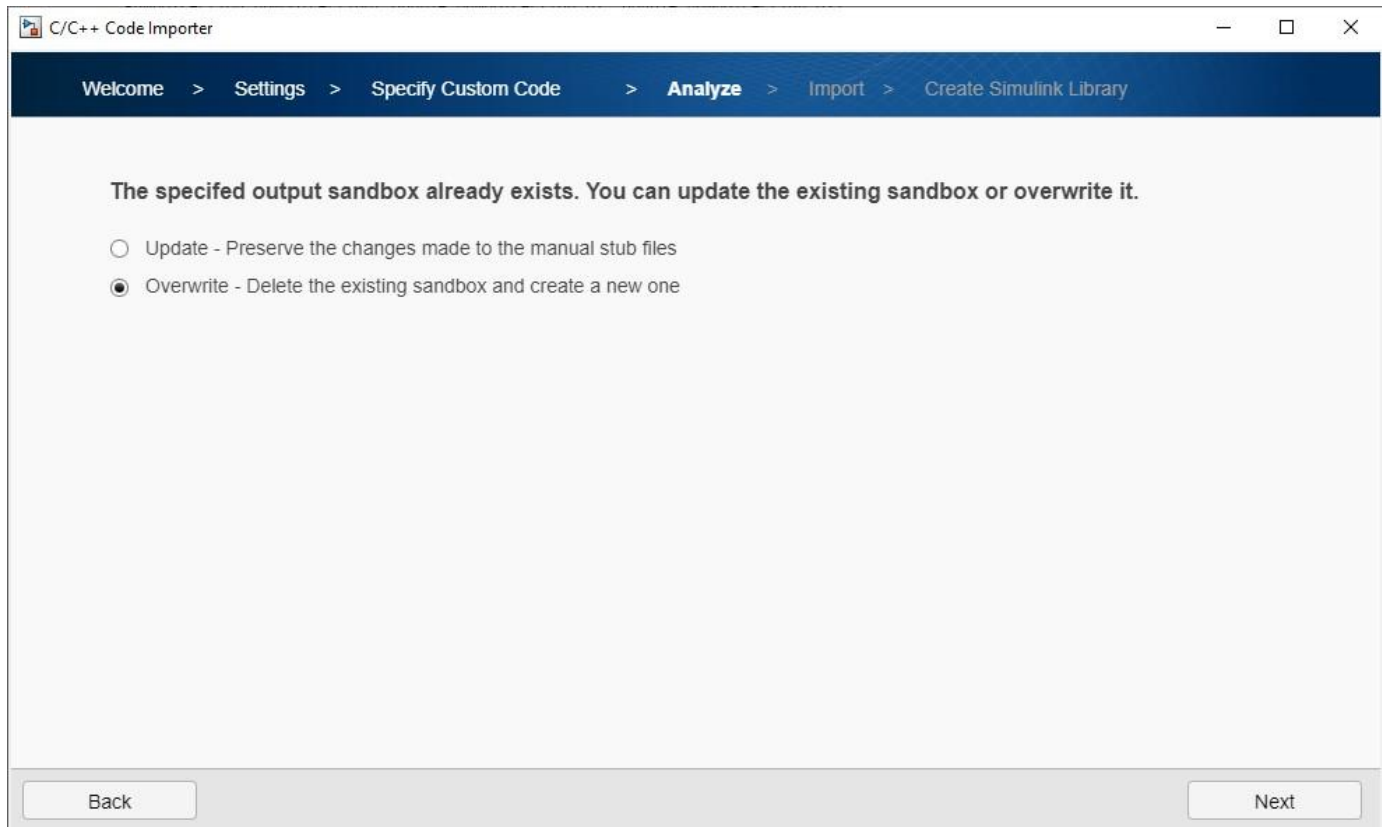 C/C++ Code Importer
Welcome > Settings > Specify Custom Code > Analyze > Import > Create Simulink Library
The specifed output sandbox already exists. You can update the existing sandbox or overwrite it.
Update - Preserve the changes made to the manual stub files
Overwrite - Delete the existing sandbox and create a new one
Back Next